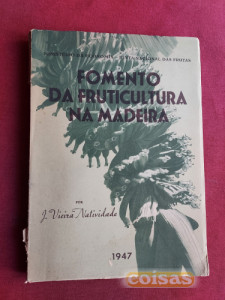 FOMENTO
DA FRUTICULTURA
NA MADEIRA
POR
J. Vieira Natividade
1947
coisas